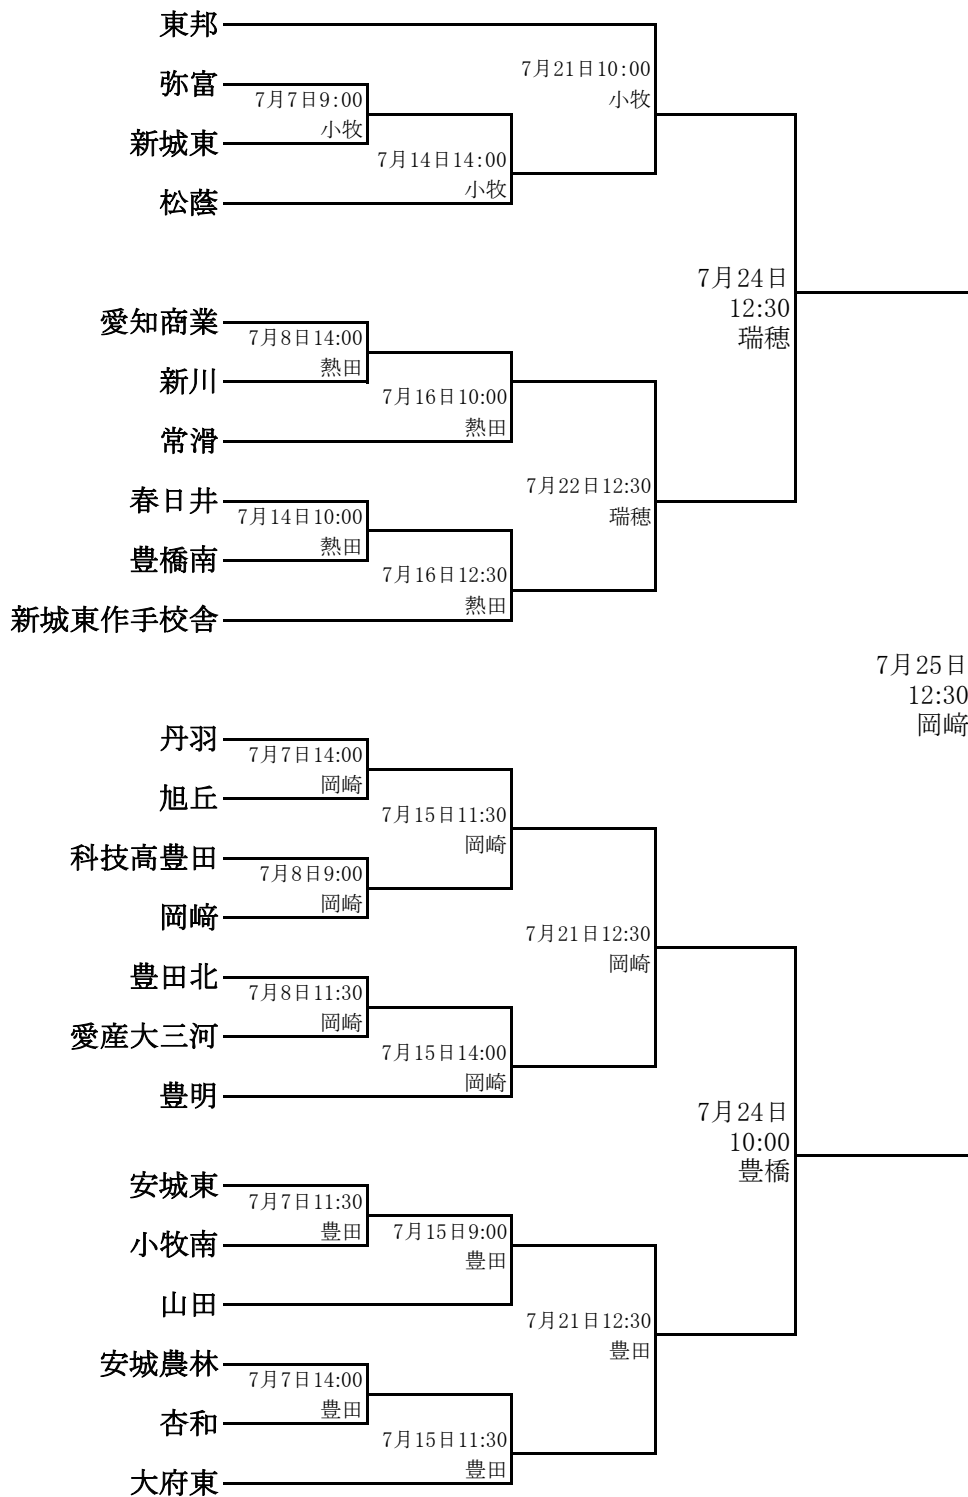 東邦
7月21日10:00
小牧
弥富
7月7日9:00
小牧
新城東
7月14日14:00
小牧
松蔭
7月24日
12:30
瑞穂
愛知商業
7月8日14:00
熱田
新川
7月16日10:00
熱田
常滑
7月22日12:30
瑞穂
春日井
7月14日10:00
熱田
豊橋南
7月16日12:30
熱田
新城東作手校舎
7月25日
12:30
岡崎
丹羽
7月7日14:00
岡崎
旭丘
7月15日11:30
岡崎
科技高豊田
7月8日9:00
岡崎
岡﨑
7月21日12:30
岡崎
豊田北
7月8日11:30
岡崎
愛産大三河
7月15日14:00
岡崎
豊明
7月24日
10:00
豊橋
安城東
7月7日11:30
豊田
小牧南
7月15日9:00
豊田
山田
7月21日12:30
豊田
安城農林
7月7日14:00
豊田
杏和
7月15日11:30
豊田
大府東